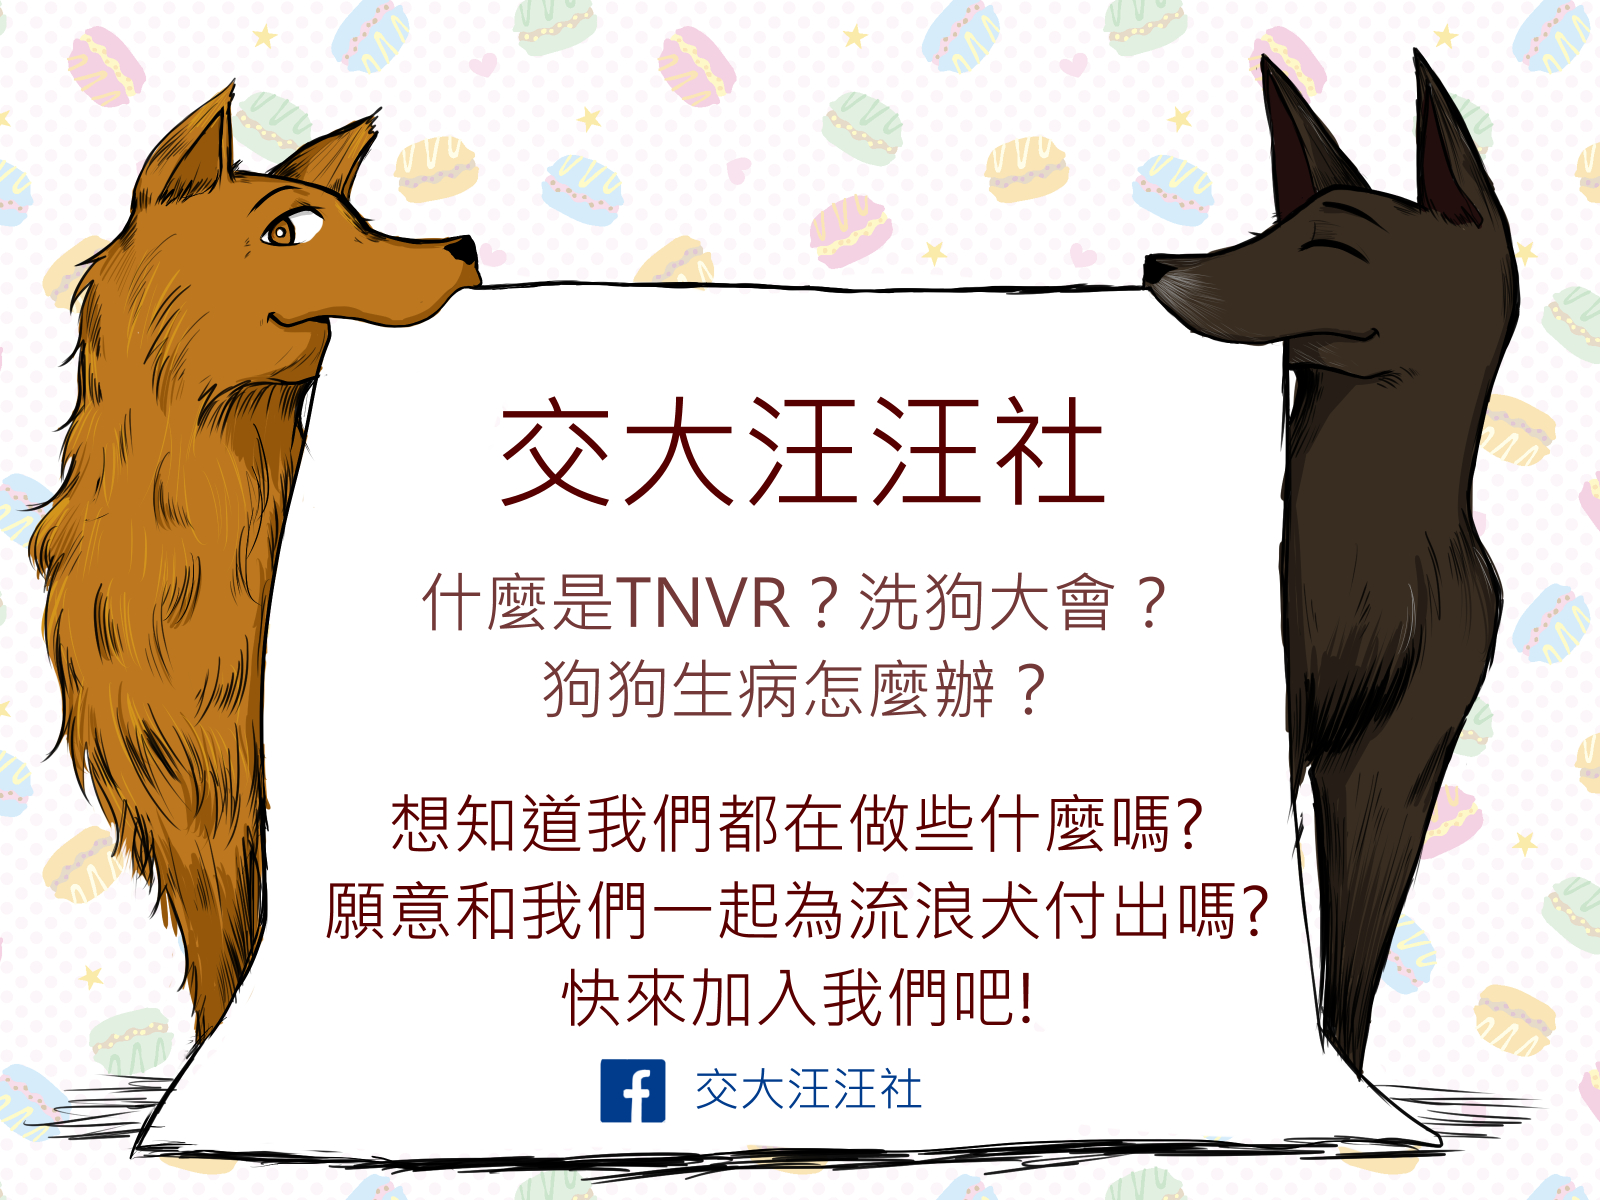 交大汪汪社
什麼是TNVR？洗狗大會？
狗狗生病怎麼辦？
想知道我們都在做些什麼嗎?
願意和我們一起為流浪犬付出嗎?
快來加入我們吧!
交大汪汪社